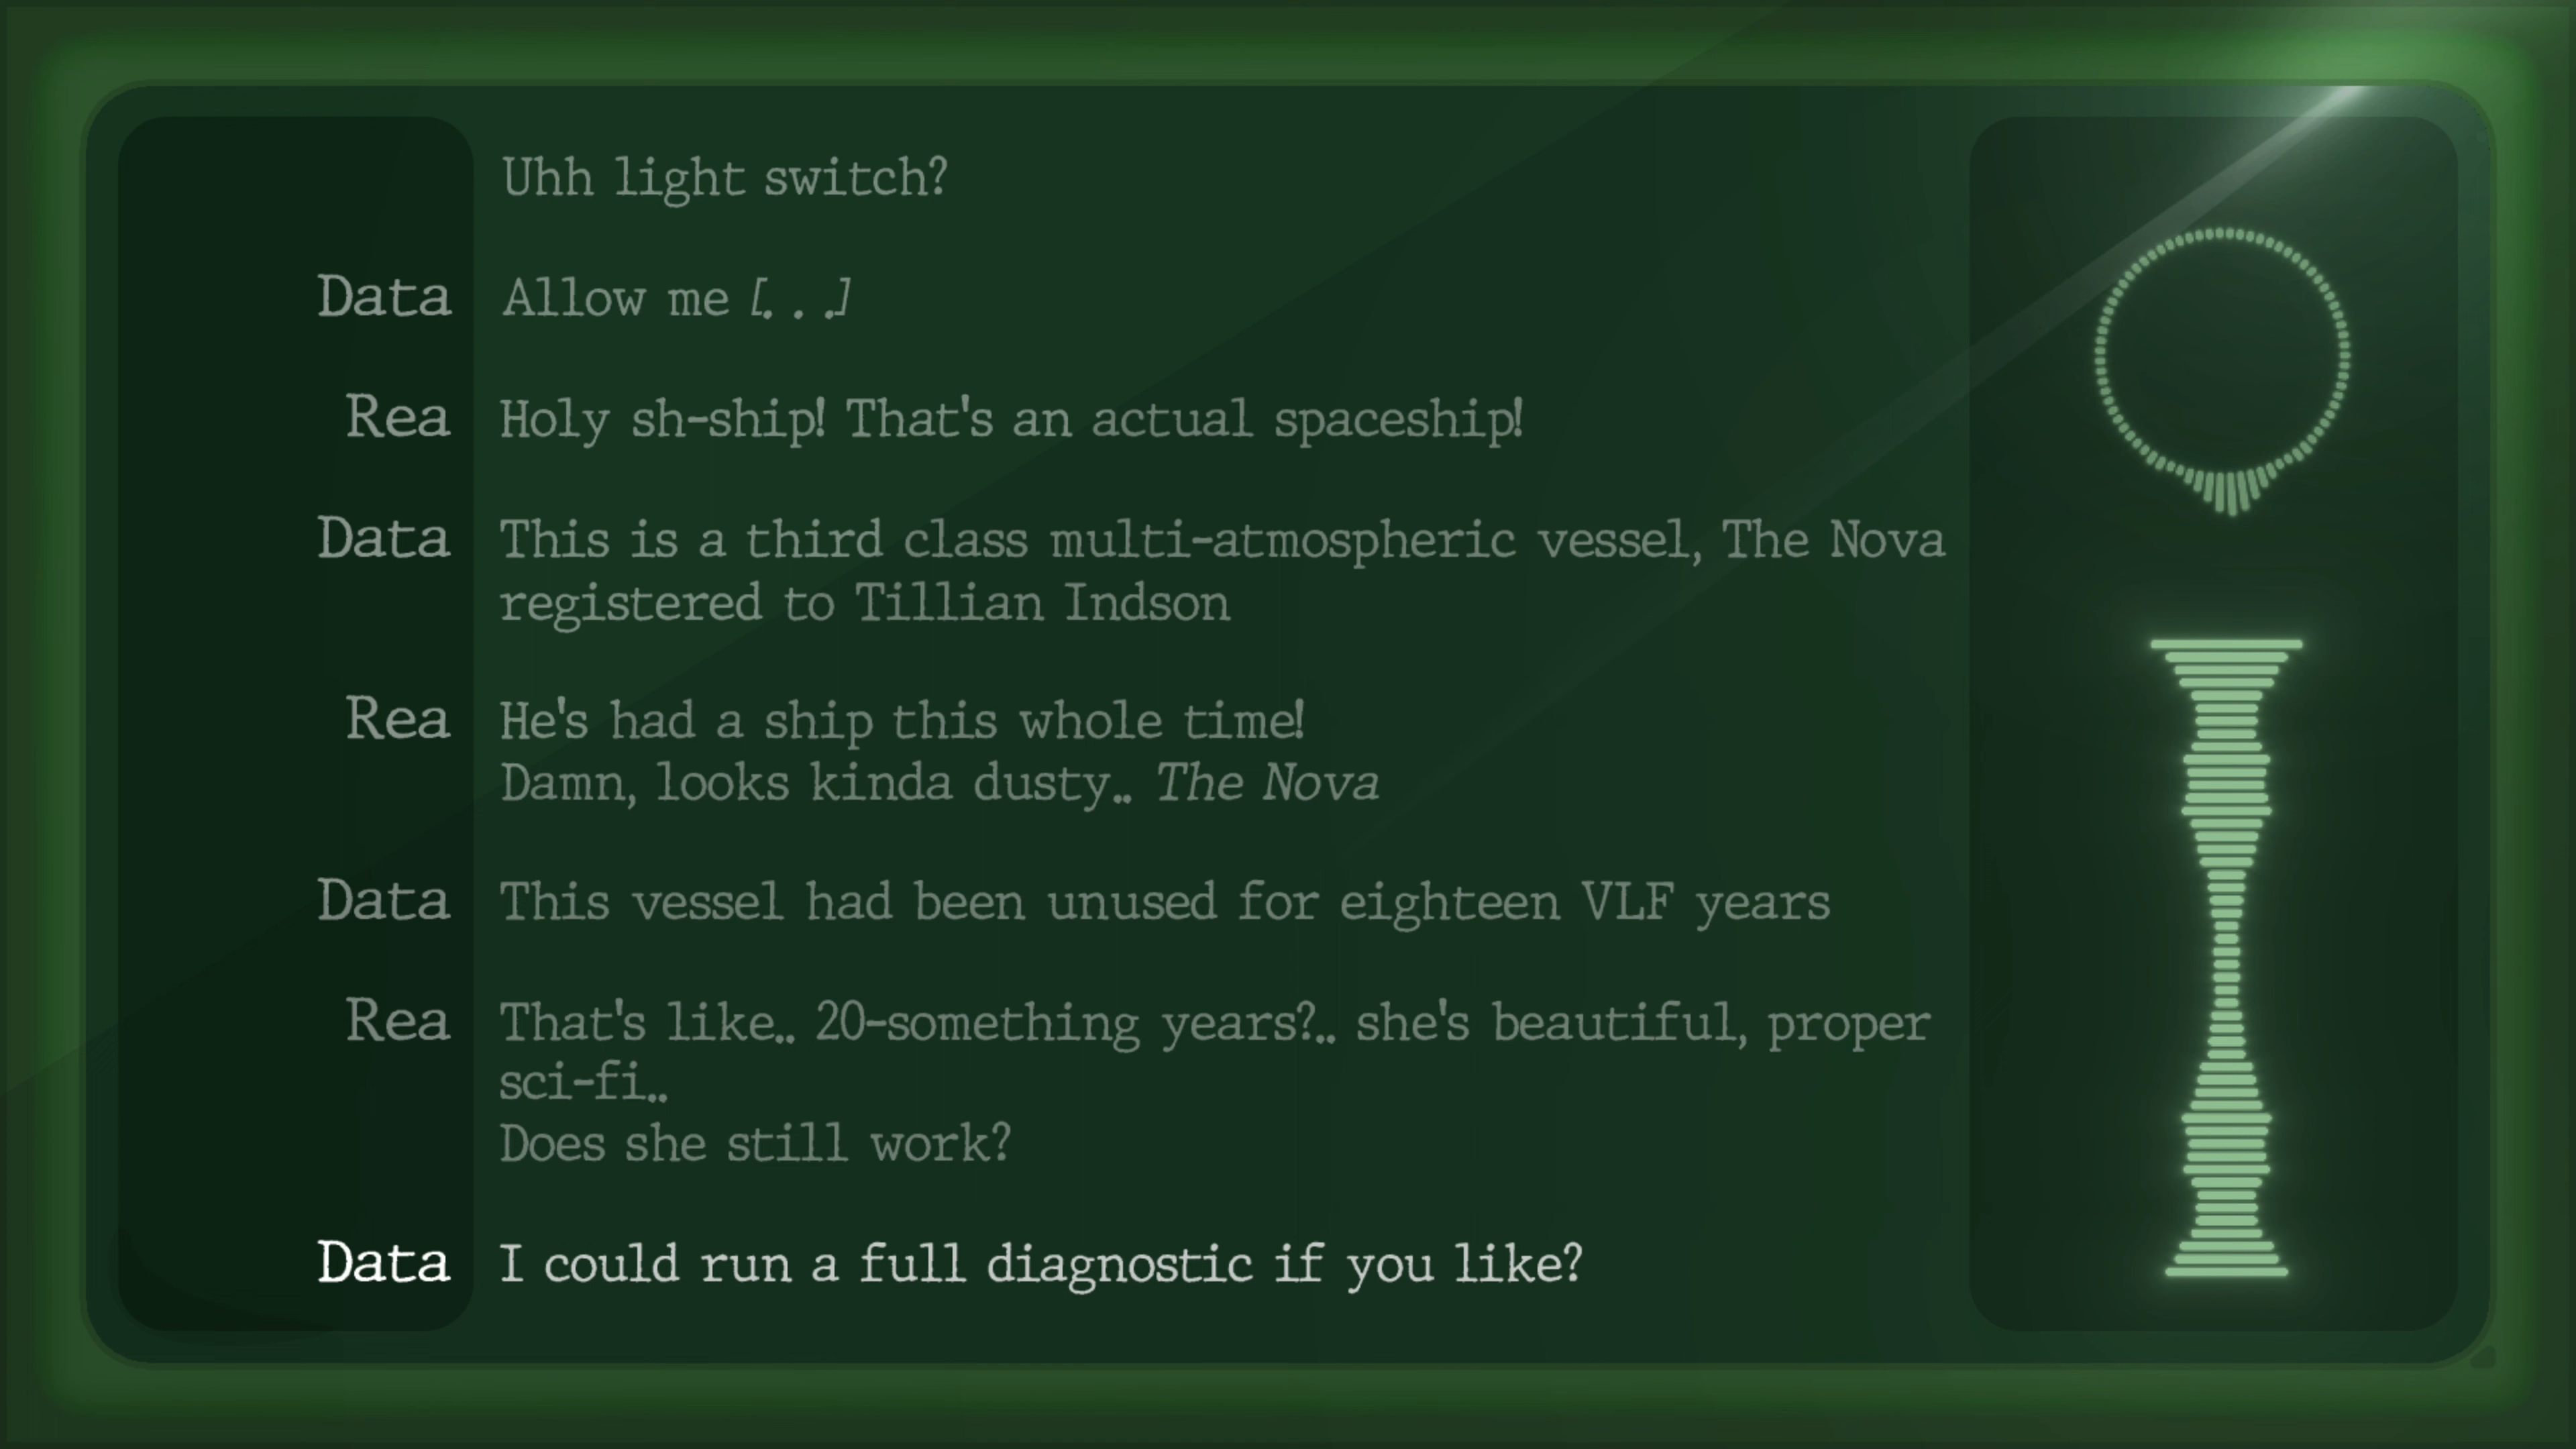 Uhh light switch?
Data Allow me [...]
Rea Holy sh-ship! That's an actual spaceship!
Data This is a third class multi-atmospheric vessel, The Nova
registered to Tillian Indson
Rea He's had a ship this whole time!
Damn, looks kinda dusty.. The Nova
Data This vessel had been unused for eighteen VLF years
Rea That's like.. 20-something years?.. she's beautiful, proper
sci-fi..
Does she still work?
Data I could run a full diagnostic if you like?